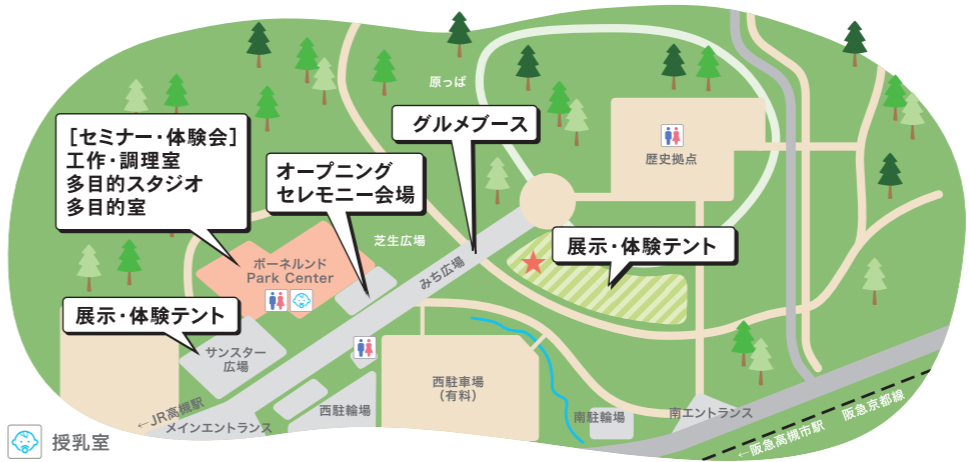 原っぱ
グルメブース
[セミナー・体験会]
工作・調理室
多目的スタジオ
多目的室
オープニング
セレモニー会場
歴史拠点
芝生広場
みち広場
展示・体験テント
ボーネルンド
Park Center
展示・体験テント
サンスター
広場
西駐車場
(有料)
←JR高槻駅
メインエントランス
西駐輪場
南駐輪場
南エントランス
←阪急高槻市駅
阪急京都線
授乳室